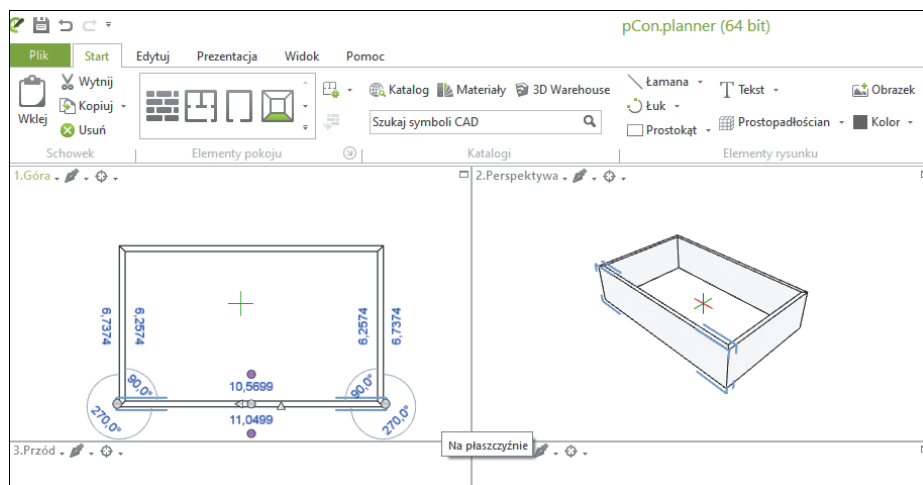 pCon.planner (64 bit)
Plik Start Edytuj Prezentacja Widok Pomoc
Wklej
Wytnij
Kopiuj
Usuń
Katalog Materiały 3D Warehouse
Szukaj symboli CAD
Łamana
Łuk
Prostokąt
Tekst
Prostopadłościan
Obrazek
Kolor
Schowek Elementy pokoju Katalogi Elementy rysunku
1.Góra
2.Perspektywa
6,7374
6,2574
6,2574
6,7374
90,0°
10,5699
90,0°
270,0°
11,0499
270,0°
3.Przód
Na płaszczyźnie